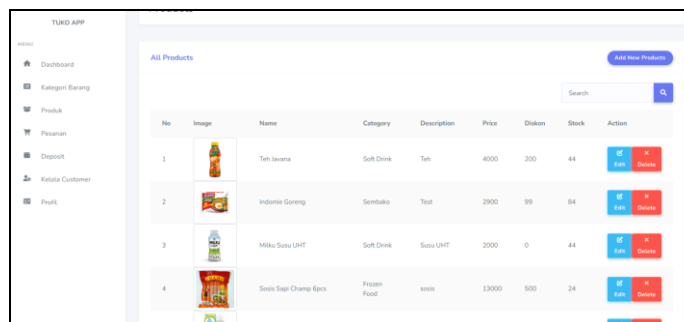 TUKO APP
MENU
Dashboard
Kategori Barang
Produk
Pesanan
Deposit
Kelola Customer
Profil
All Products
Add New Products
Search
No Image Name Category Description Price Diskon Stock Action
1 Teh Javana Soft Drink Teh 4000 200 44 Edit Delete
2 Indomie Goreng Sembako Test 2900 99 84 Edit Delete
3 Milku Susu UHT Soft Drink Susu UHT 2000 0 44 Edit Delete
4 Sosis Sapi Champ 6pcs Frozen Food sosis 13000 500 24 Edit Delete